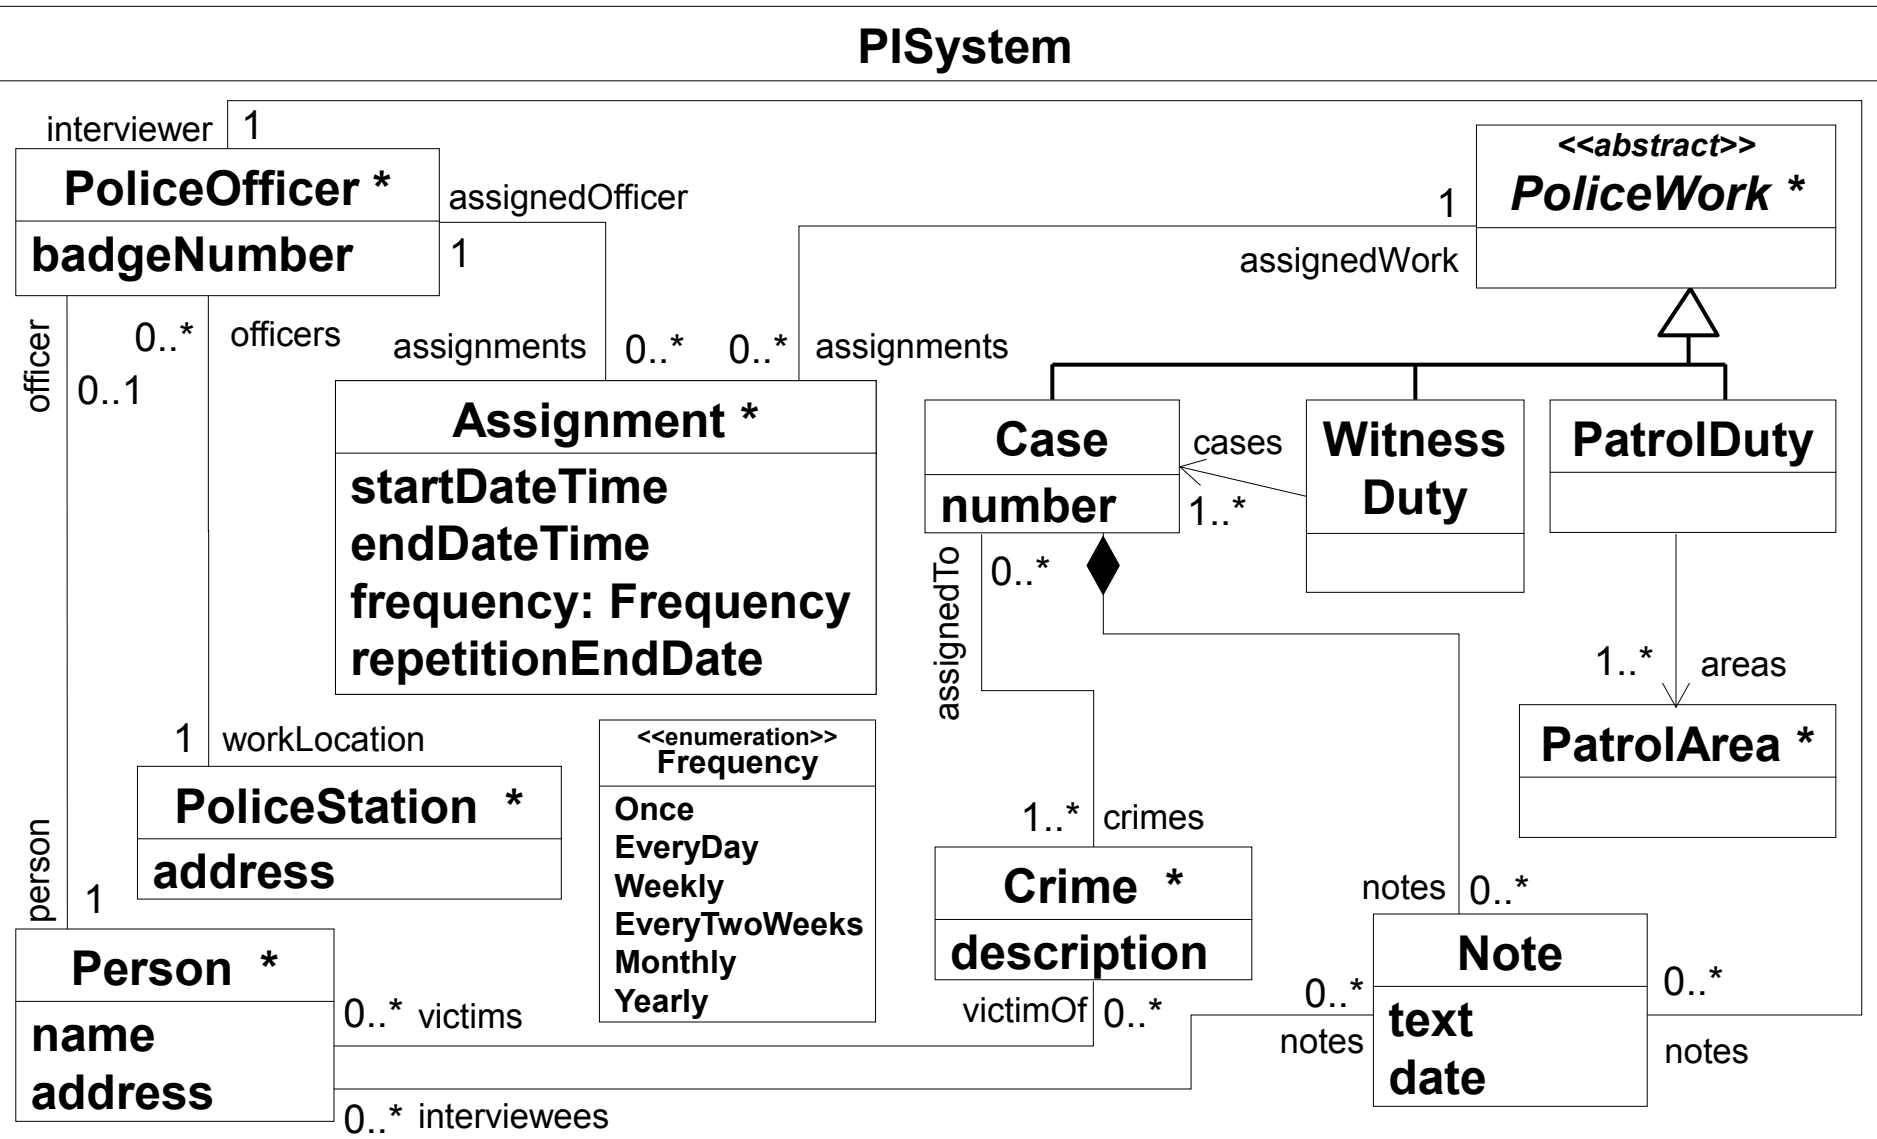 PISystem
interviewer 1
PoliceOfficer *
badgeNumber
assignedOfficer
1
<<abstract>>
PoliceWork *
1
assignedWork
officer
0..1
0..* officers
assignments 0..*
0..* assignments
Assignment *
startDateTime
endDateTime
frequency: Frequency
repetitionEndDate
Case
number
cases
1..*
Witness
Duty
PatrolDuty
assignedTo
0..*
1..* areas
PatrolArea *
1 workLocation
PoliceStation *
address
<<enumeration>>
Frequency
Once
EveryDay
Weekly
EveryTwoWeeks
Monthly
Yearly
1..* crimes
Crime *
description
victimOf 0..*
person
1
Person *
name
address
0..* victims
0..* interviewees
notes 0..*
Note
text
date
0..*
notes
0..*
notes